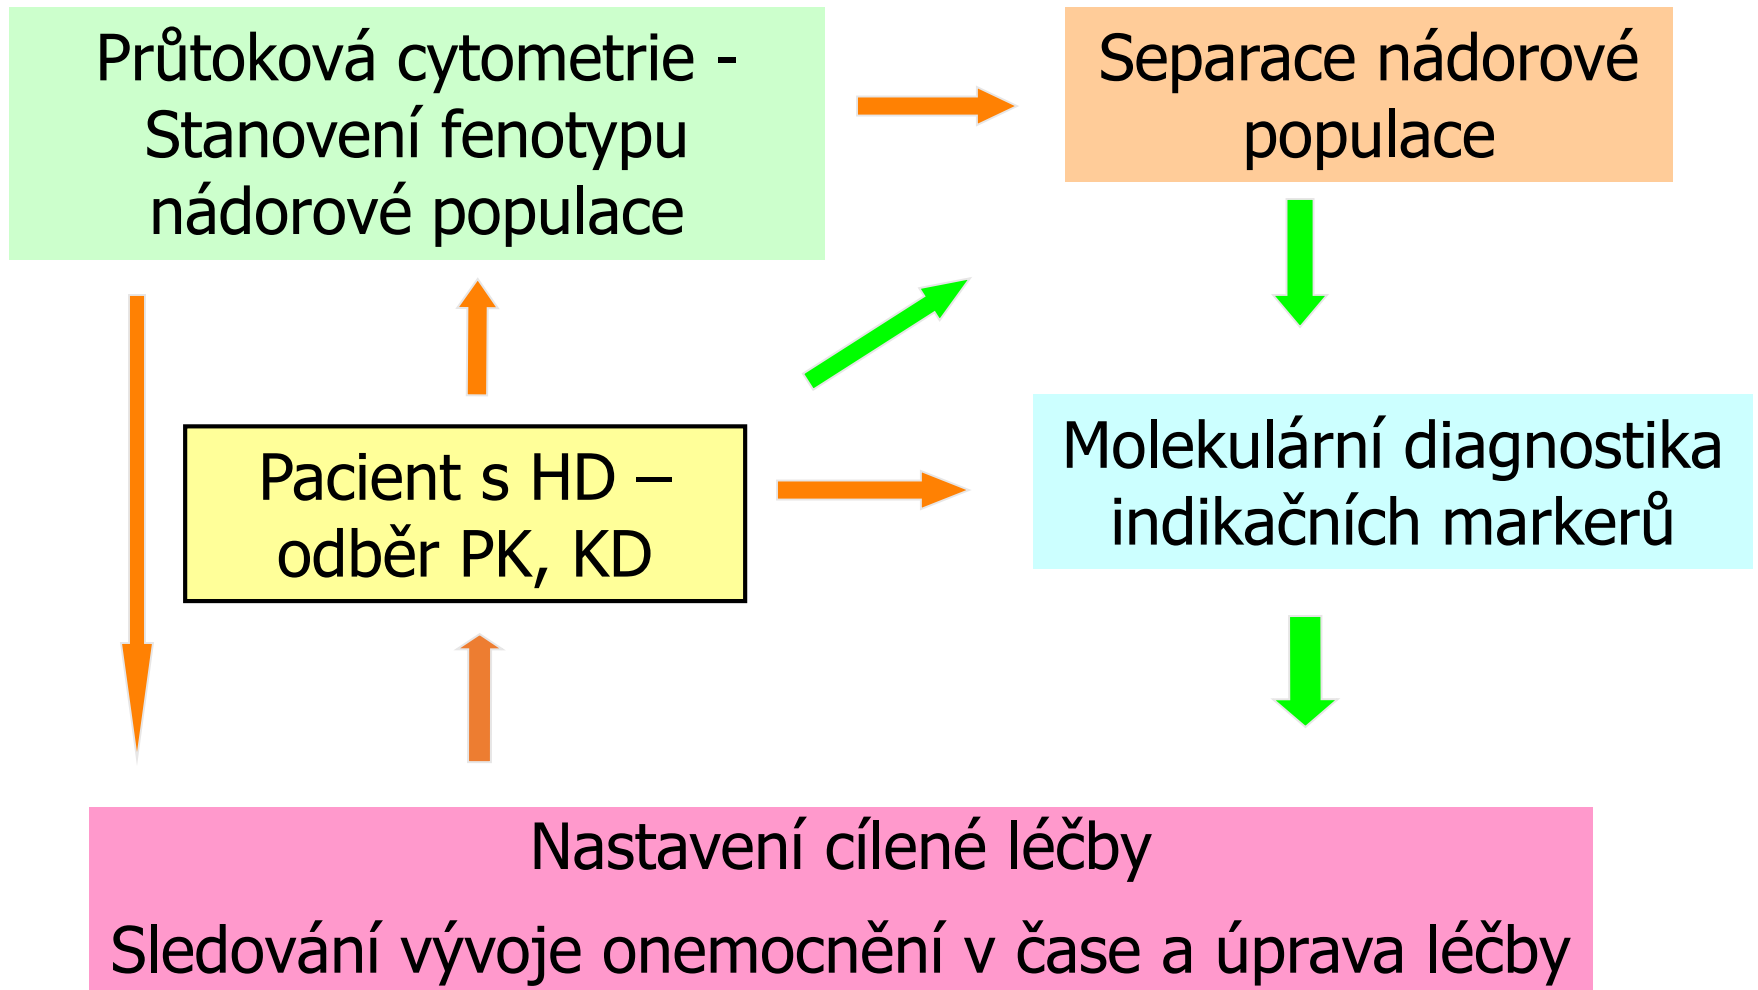 Průtoková cytometrie -
Stanovení fenotypu
nádorové populace
Separace nádorové
populace
Pacient s HD –
odběr PK, KD
Molekulární diagnostika
indikačních markerů
Nastavení cílené léčby
Sledování vývoje onemocnění v čase a úprava léčby